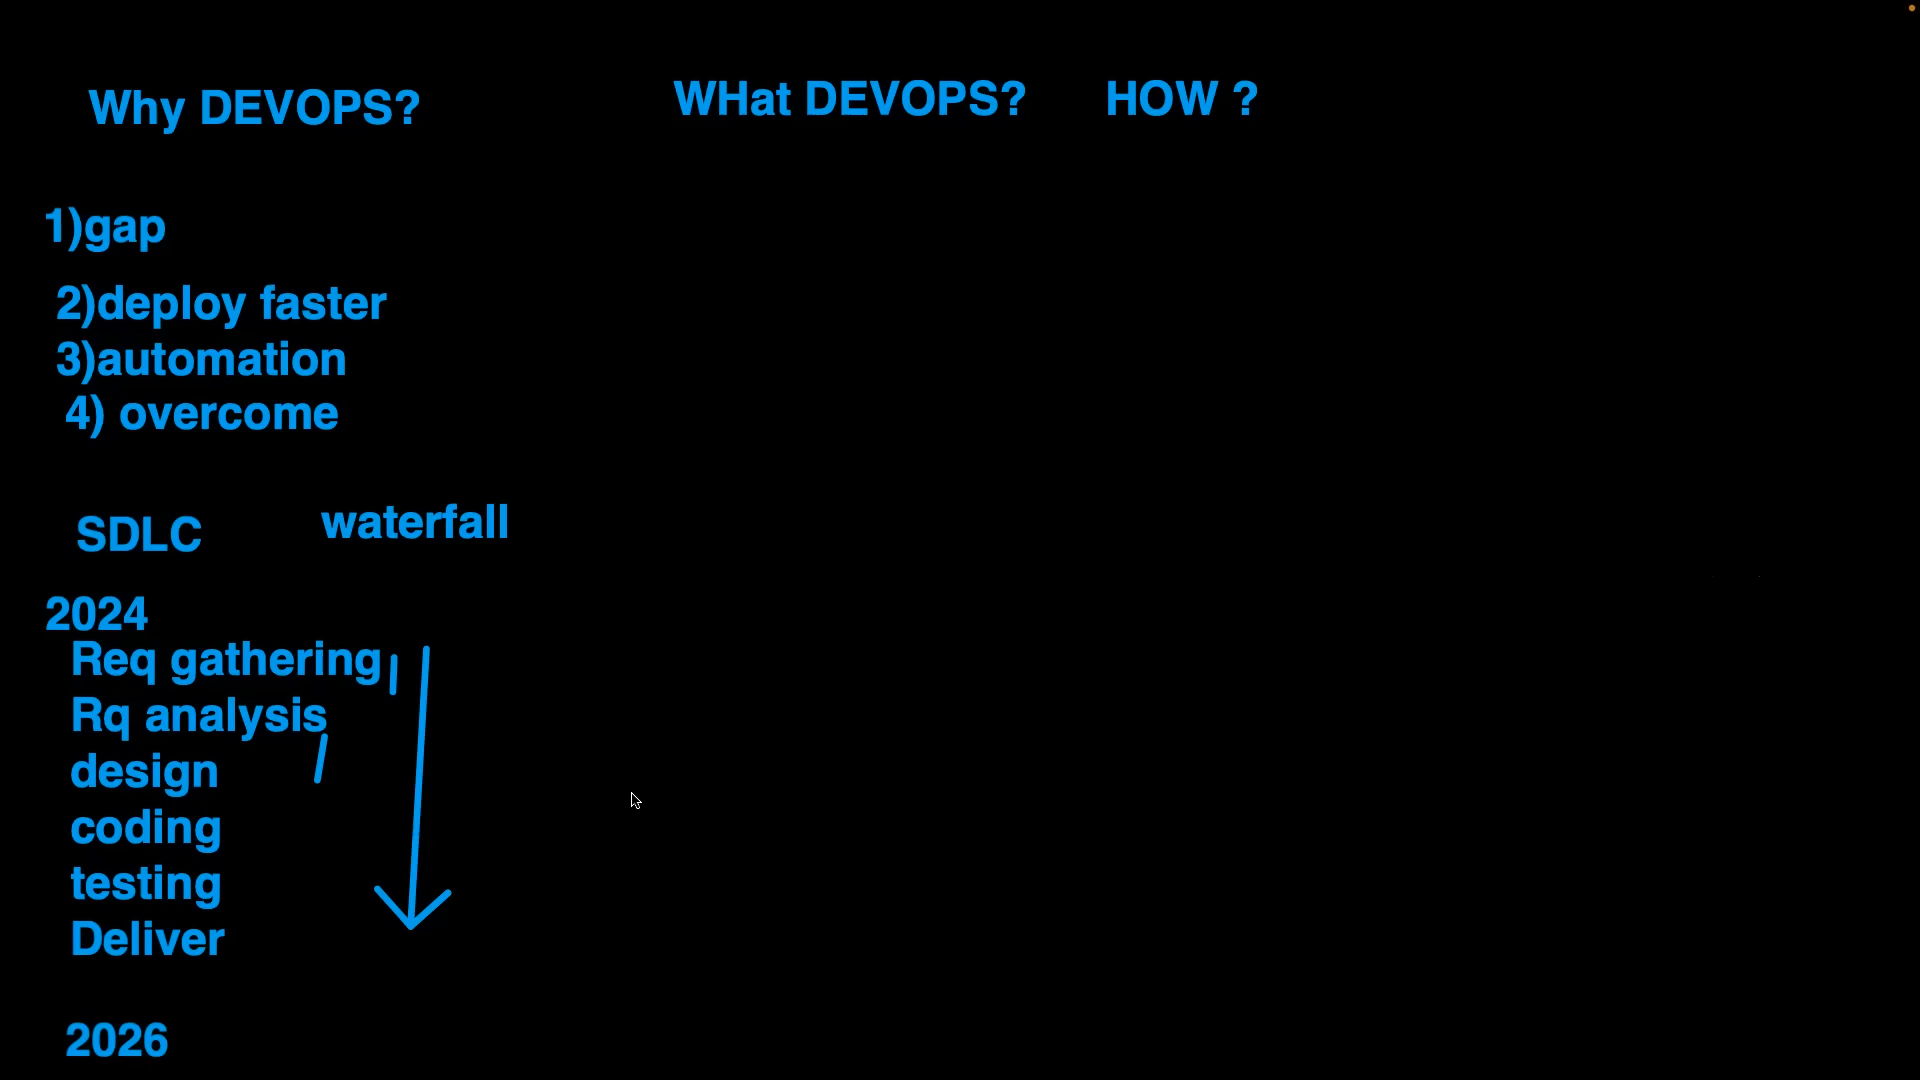 Why DEVOPS?
WHat DEVOPS?
HOW ?
1)gap
2)deploy faster
3)automation
4) overcome
SDLC
waterfall
2024
Req gathering
Rq analysis
design
coding
testing
Deliver
2026